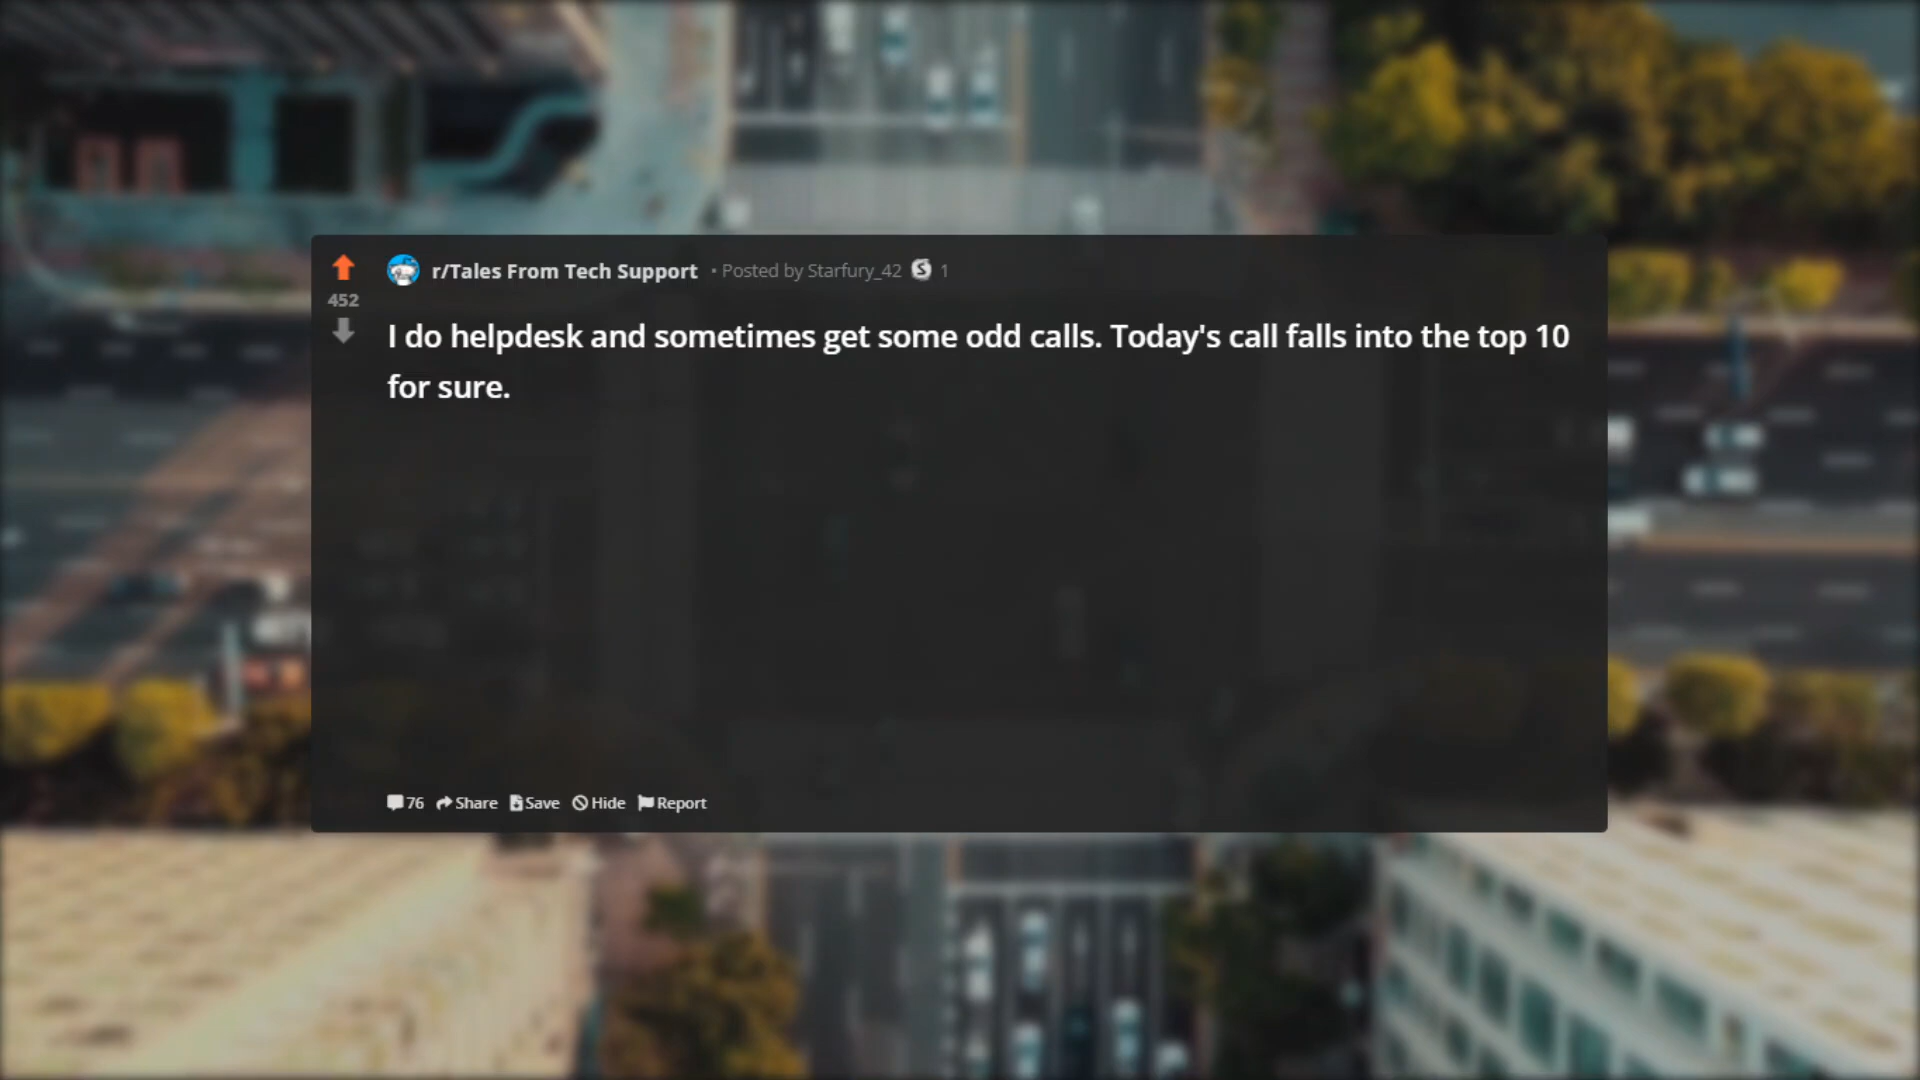 r/Tales From Tech Support • Posted by Starfury_42 S 1
452
I do helpdesk and sometimes get some odd calls. Today's call falls into the top 10
for sure.
76 Share Save Hide Report